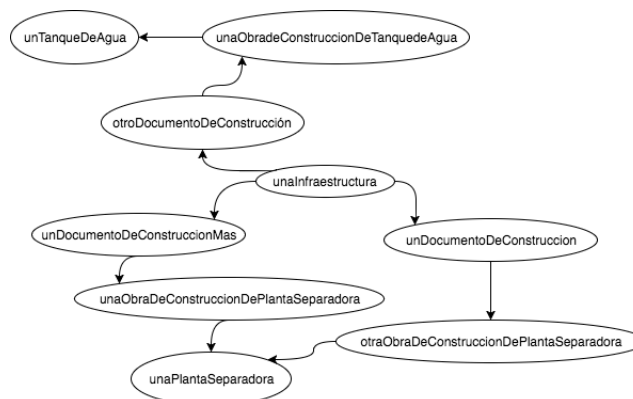 unTanqueDeAgua
unaObradeConstruccionDeTanquedeAgua
otroDocumentoDeConstrucción
unaInfraestructura
unDocumentoDeConstruccionMas
unDocumentoDeConstruccion
unaObraDeConstruccionDePlantaSeparadora
otraObraDeConstruccionDePlantaSeparadora
unaPlantaSeparadora